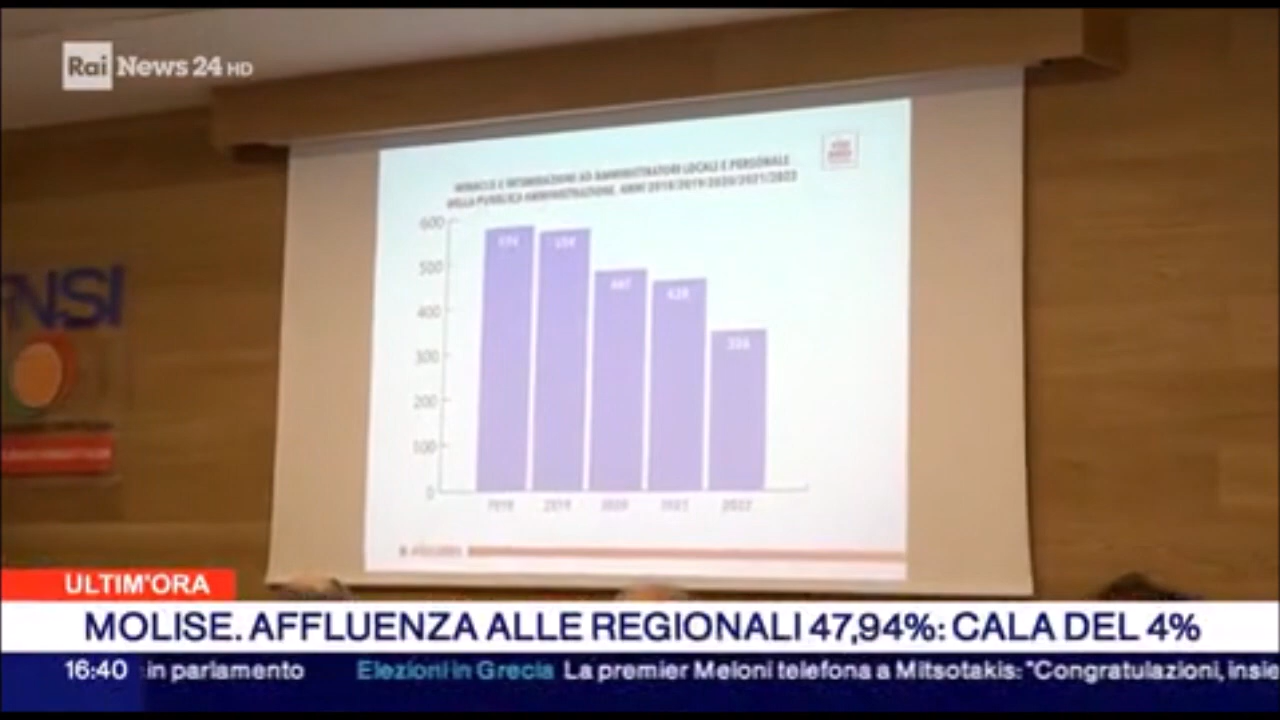 Rai News 24 HD
MINACCE E INTIMIDAZIONI AD AMMINISTRATORI LOCALI E PERSONALE
DELLA PUBBLICA AMMINISTRAZIONE. ANNI 2018/2019/2020/2021/2022
600
500
400
300
200
100
0
2018 2019 2020 2021 2022
FNSI
ULTIM'ORA
MOLISE. AFFLUENZA ALLE REGIONALI 47,94%: CALA DEL 4%
16:40 in parlamento Elezioni in Grecia La premier Meloni telefona a Mitsotakis: "Congratulazioni, insie